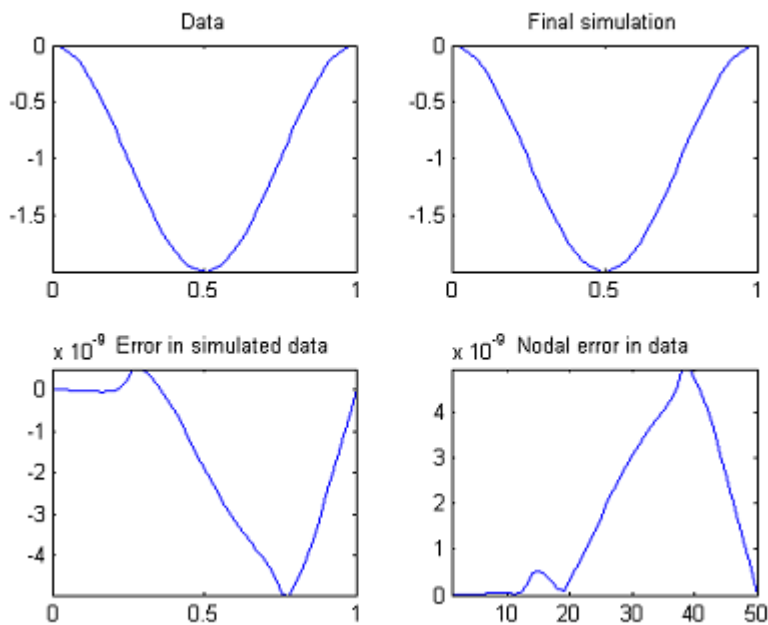 Data
0
-0.5
-1
-1.5
0 0.5 1
Final simulation
0
-0.5
-1
-1.5
0 0.5 1
x 10^-9 Error in simulated data
0
-1
-2
-3
-4
0 0.5 1
x 10^-9 Nodal error in data
4
3
2
1
0
10 20 30 40 50